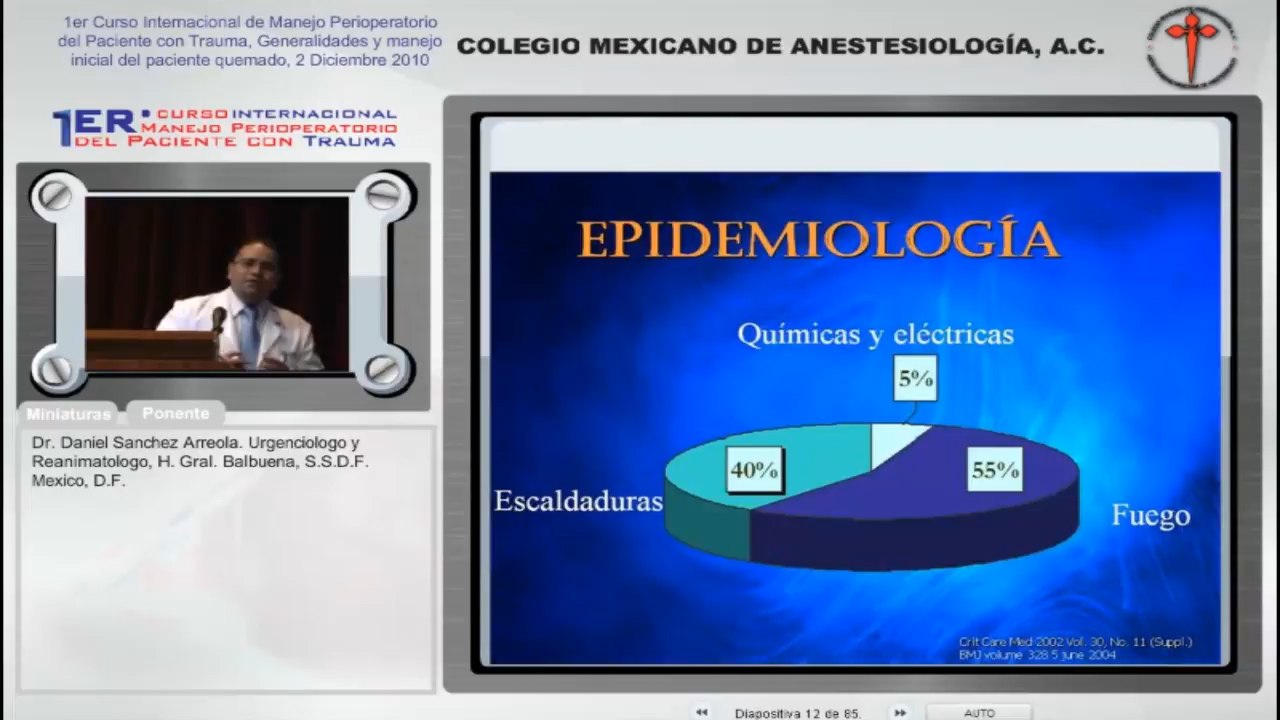 1er Curso Internacional de Manejo Perioperatorio
del Paciente con Trauma, Generalidades y manejo
inicial del paciente quemado, 2 Diciembre 2010
COLEGIO MEXICANO DE ANESTESIOLOGÍA, A.C.
1ER. CURSO INTERNACIONAL
MANEJO PERIOPERATORIO
DEL PACIENTE CON TRAUMA
Miniaturas
Ponente
Dr. Daniel Sanchez Arreola. Urgenciologo y
Reanimatologo, H. Gral. Balbuena, S.S.D.F.
Mexico, D.F.
EPIDEMIOLOGÍA
Químicas y eléctricas
5%
40%
55%
Escaldaduras
Fuego
Crit Care Med 2002 Vol. 30, No. 11 (Suppl.)
BMJ volume 328 5 june 2004
Diapositiva 12 de 85.
AUTO